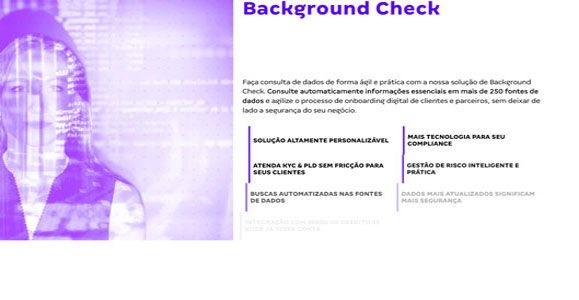 Background Check
Faça consulta de dados de forma ágil e prática com a nossa solução de Background
Check. Consulte automaticamente informações essenciais em mais de 250 fontes de
dados e agilize o processo de onboarding digital de clientes e parceiros, sem deixar de
lado a segurança do seu negócio.
SOLUÇÃO ALTAMENTE PERSONALIZÁVEL
MAIS TECNOLOGIA PARA SEU
COMPLIANCE
ATENDA KYC & PLD SEM FRICÇÃO PARA
SEUS CLIENTES
GESTÃO DE RISCO INTELIGENTE E
PRÁTICA
BUSCAS AUTOMATIZADAS NAS FONTES
DE DADOS
DADOS MAIS ATUALIZADOS SIGNIFICAM
MAIS SEGURANÇA
INTEGRAÇÃO COM BIRÔS DE CRÉDITO SE
VOCÊ JÁ TIVER CONTA